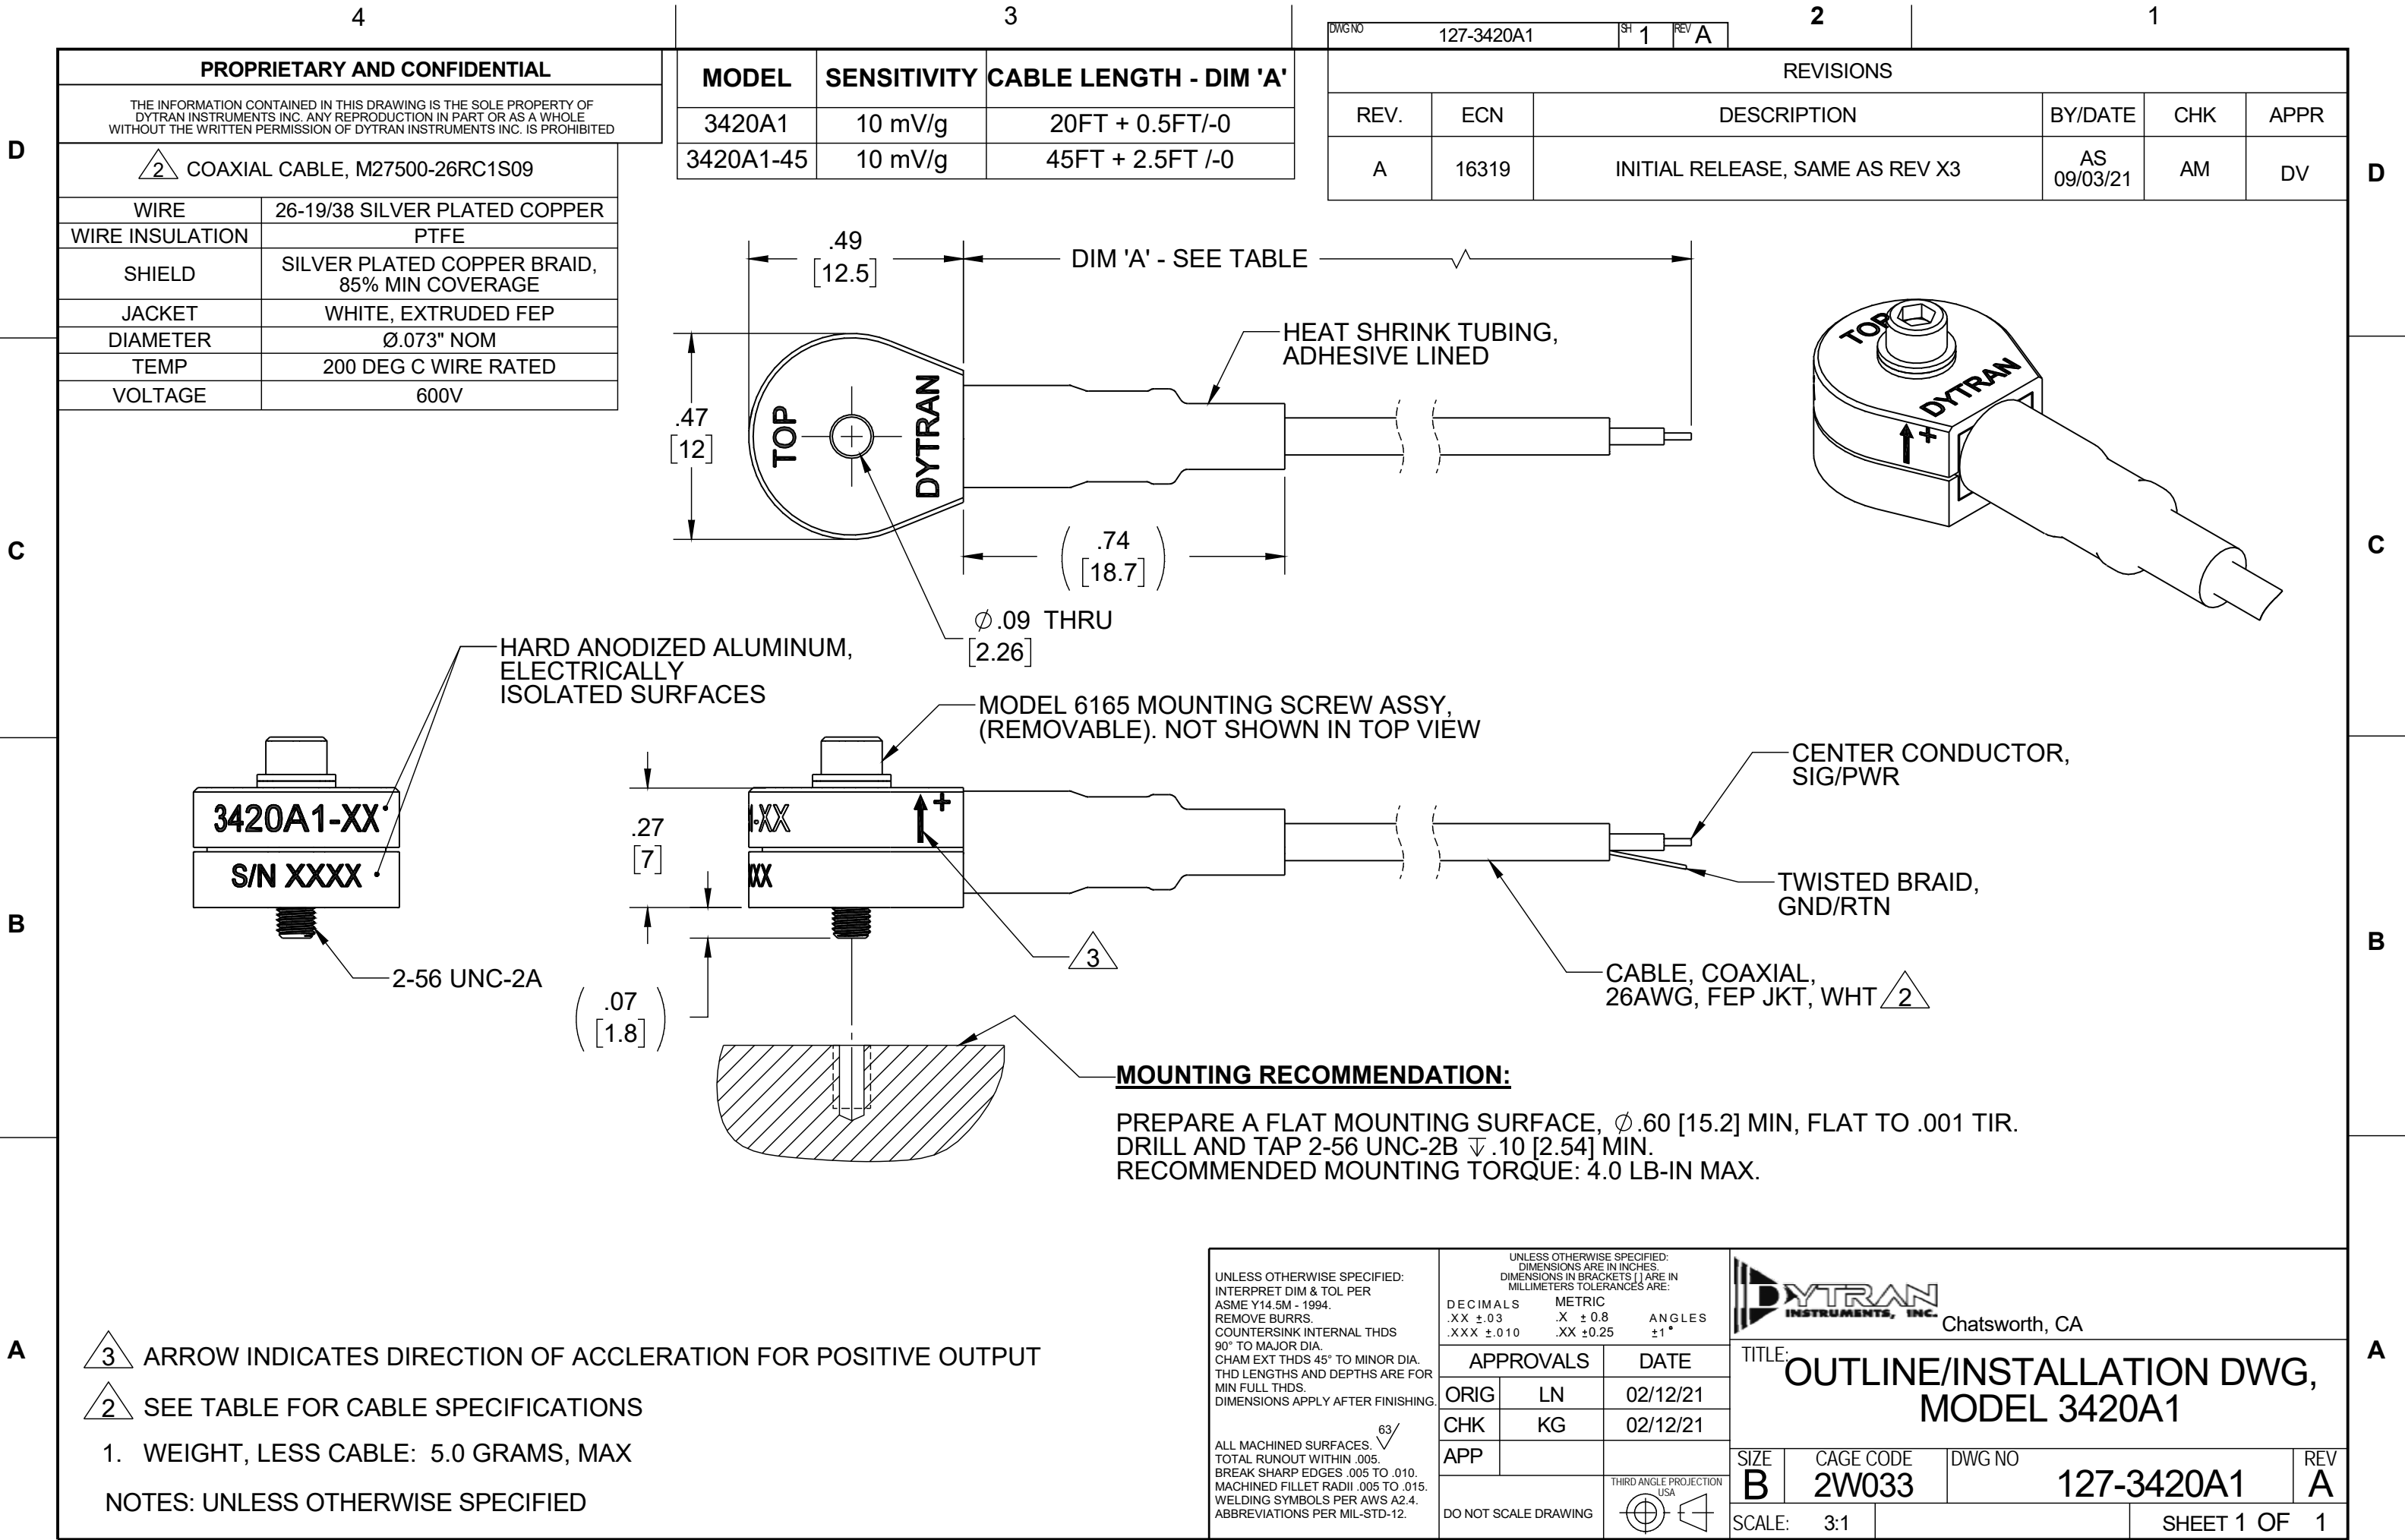 4
3
2
1
DWG NO 127-3420A1 SH 1 REV A
PROPRIETARY AND CONFIDENTIAL
THE INFORMATION CONTAINED IN THIS DRAWING IS THE SOLE PROPERTY OF
DYTRAN INSTRUMENTS INC. ANY REPRODUCTION IN PART OR AS A WHOLE
WITHOUT THE WRITTEN PERMISSION OF DYTRAN INSTRUMENTS INC. IS PROHIBITED
2 COAXIAL CABLE, M27500-26RC1S09
WIRE 26-19/38 SILVER PLATED COPPER
WIRE INSULATION PTFE
SHIELD SILVER PLATED COPPER BRAID,
85% MIN COVERAGE
JACKET WHITE, EXTRUDED FEP
DIAMETER Ø.073" NOM
TEMP 200 DEG C WIRE RATED
VOLTAGE 600V
MODEL SENSITIVITY CABLE LENGTH - DIM 'A'
3420A1 10 mV/g 20FT + 0.5FT/-0
3420A1-45 10 mV/g 45FT + 2.5FT /-0
REVISIONS
REV. ECN DESCRIPTION BY/DATE CHK APPR
A 16319 INITIAL RELEASE, SAME AS REV X3 AS
09/03/21 AM DV
D
D
.49
[12.5]
DIM 'A' - SEE TABLE
HEAT SHRINK TUBING,
ADHESIVE LINED
.47
[12]
TOP
DYTRAN
TOP
DYTRAN
+
C
C
(.74
[18.7])
Ø.09 THRU
[2.26]
HARD ANODIZED ALUMINUM,
ELECTRICALLY
ISOLATED SURFACES
MODEL 6165 MOUNTING SCREW ASSY,
(REMOVABLE). NOT SHOWN IN TOP VIEW
CENTER CONDUCTOR,
SIG/PWR
3420A1-XX
S/N XXXX
.27
[7]
1-XX
XXX
+
TWISTED BRAID,
GND/RTN
B
B
2-56 UNC-2A
3
(.07
[1.8])
CABLE, COAXIAL,
26AWG, FEP JKT, WHT 2
MOUNTING RECOMMENDATION:
PREPARE A FLAT MOUNTING SURFACE, Ø.60 [15.2] MIN, FLAT TO .001 TIR.
DRILL AND TAP 2-56 UNC-2B ↧.10 [2.54] MIN.
RECOMMENDED MOUNTING TORQUE: 4.0 LB-IN MAX.
A
A
3 ARROW INDICATES DIRECTION OF ACCLERATION FOR POSITIVE OUTPUT
2 SEE TABLE FOR CABLE SPECIFICATIONS
1. WEIGHT, LESS CABLE: 5.0 GRAMS, MAX
NOTES: UNLESS OTHERWISE SPECIFIED
UNLESS OTHERWISE SPECIFIED:
INTERPRET DIM & TOL PER
ASME Y14.5M - 1994.
REMOVE BURRS.
COUNTERSINK INTERNAL THDS
90° TO MAJOR DIA.
CHAM EXT THDS 45° TO MINOR DIA.
THD LENGTHS AND DEPTHS ARE FOR
MIN FULL THDS.
DIMENSIONS APPLY AFTER FINISHING.
ALL MACHINED SURFACES. 63
TOTAL RUNOUT WITHIN .005.
BREAK SHARP EDGES .005 TO .010.
MACHINED FILLET RADII .005 TO .015.
WELDING SYMBOLS PER AWS A2.4.
ABBREVIATIONS PER MIL-STD-12.
UNLESS OTHERWISE SPECIFIED:
DIMENSIONS ARE IN INCHES.
DIMENSIONS IN BRACKETS [ ] ARE IN
MILLIMETERS TOLERANCES ARE:
DECIMALS METRIC
.XX ±.03 .X ± 0.8 ANGLES
.XXX ±.010 .XX ±0.25 ±1°
APPROVALS DATE
ORIG LN 02/12/21
CHK KG 02/12/21
APP
DO NOT SCALE DRAWING
THIRD ANGLE PROJECTION
USA
DYTRAN
INSTRUMENTS, INC.
Chatsworth, CA
TITLE: OUTLINE/INSTALLATION DWG,
MODEL 3420A1
SIZE B
CAGE CODE 2W033
DWG NO 127-3420A1
REV A
SCALE: 3:1
SHEET 1 OF 1